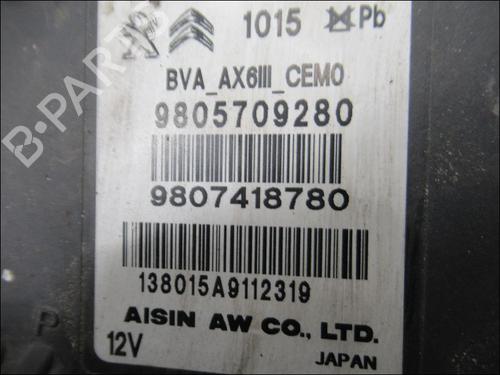 1015 Pb
BVA_AX6III_CEM0
9805709280
9807418780
138015A9112319
AISIN AW CO., LTD.
12V
JAPAN
P
B-PARTS